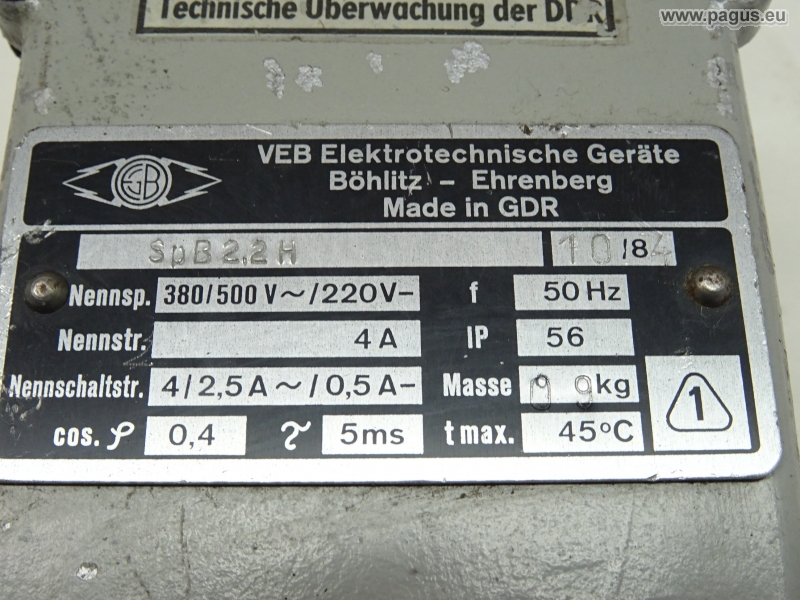 www.pagus.eu
Technische Überwachung der DDR
GB
VEB Elektrotechnische Geräte
Böhlitz – Ehrenberg
Made in GDR
SpB 2,2 H 10/84
Nennsp. 380/500 V~/220V– f 50 Hz
Nennstr. 4 A IP 56
Nennschaltstr. 4/2,5 A~/0,5 A– Masse 0,9 kg
cos. φ 0,4 τ 5ms t max. 45°C
1